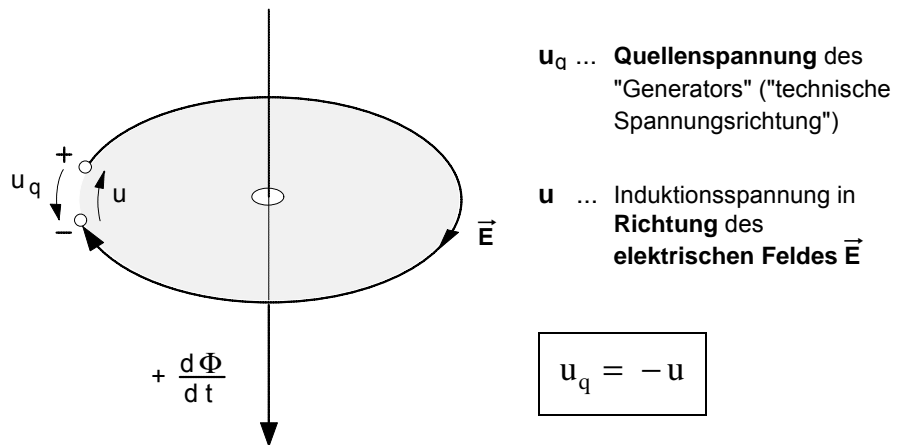 u_q ... Quellenspannung des
"Generators" ("technische
Spannungsrichtung")
+
u_q
u
−
E⃗
u ... Induktionsspannung in
Richtung des
elektrischen Feldes E⃗
+ dΦ/dt
u_q = −u